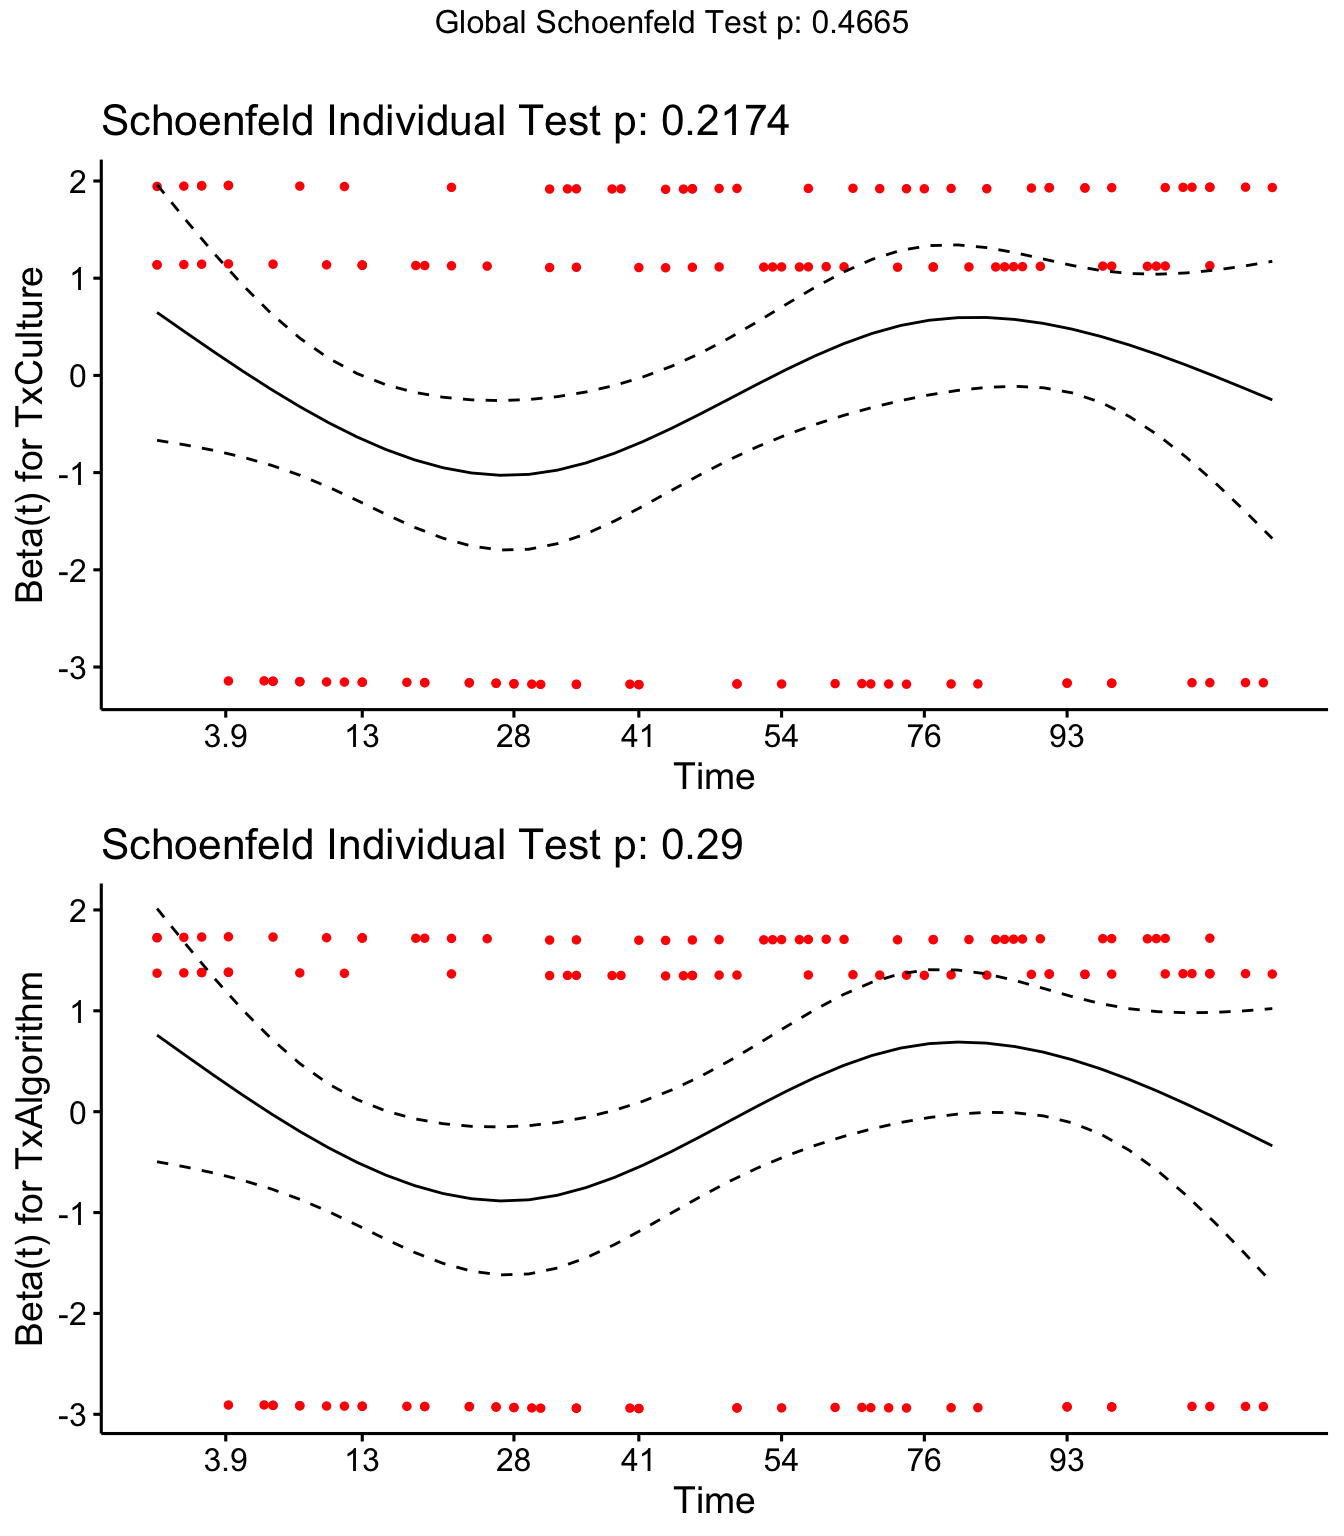 Global Schoenfeld Test p: 0.4665
Schoenfeld Individual Test p: 0.2174
Beta(t) for TxCulture
2
1
0
-1
-2
-3
3.9 13 28 41 54 76 93
Time
Schoenfeld Individual Test p: 0.29
Beta(t) for TxAlgorithm
2
1
0
-1
-2
-3
3.9 13 28 41 54 76 93
Time